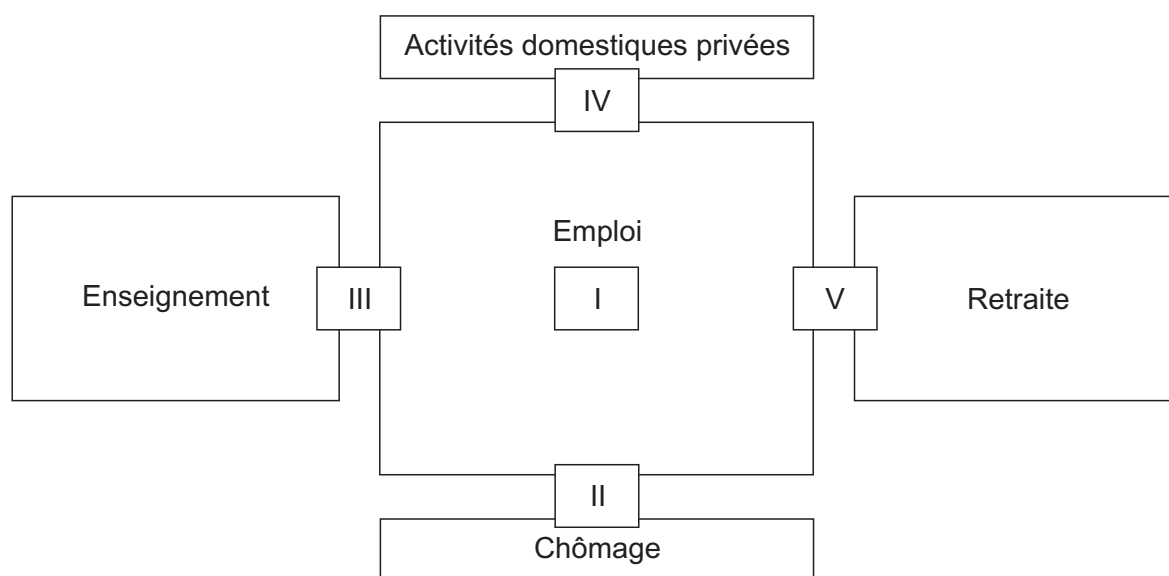 Activités domestiques privées
IV
Emploi
Enseignement
III
I
V
Retraite
II
Chômage